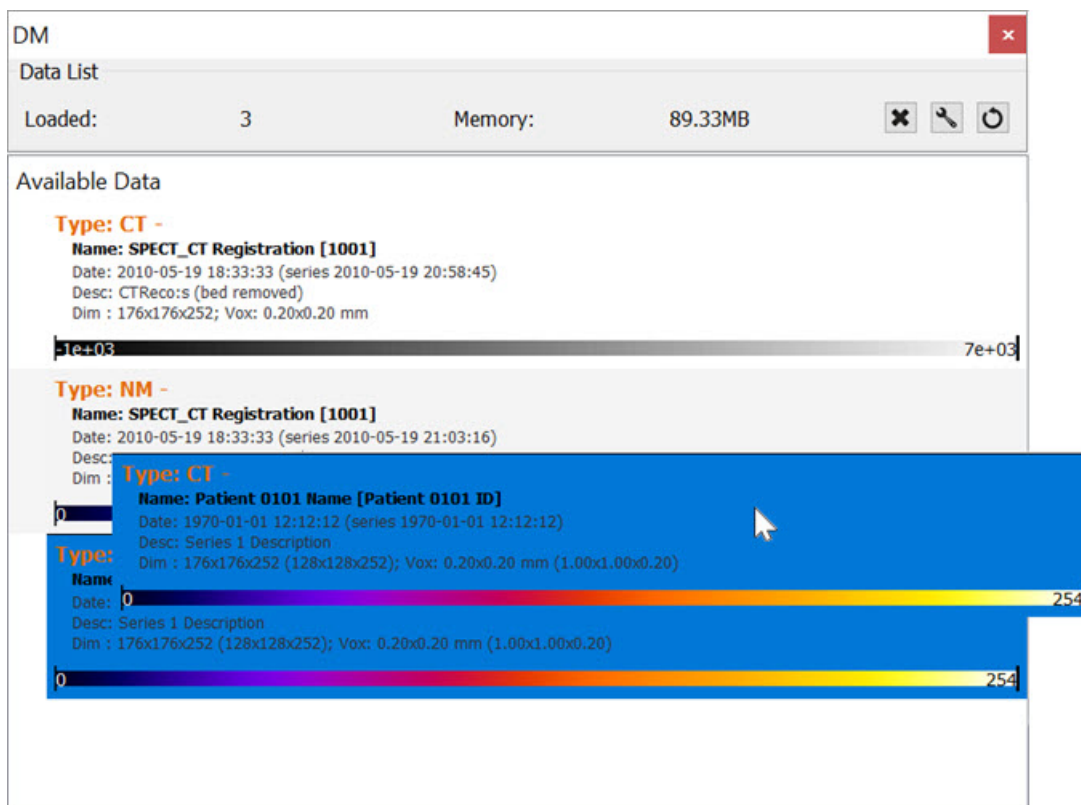 DM
Data List
Loaded: 3 Memory: 89.33MB
Available Data
Type: CT -
Name: SPECT_CT Registration [1001]
Date: 2010-05-19 18:33:33 (series 2010-05-19 20:58:45)
Desc: CTReco:s (bed removed)
Dim : 176x176x252; Vox: 0.20x0.20 mm
-1e+03 7e+03
Type: NM -
Name: SPECT_CT Registration [1001]
Date: 2010-05-19 18:33:33 (series 2010-05-19 21:03:16)
Desc:
Dim :
0
Type: CT -
Name: Patient 0101 Name [Patient 0101 ID]
Date: 1970-01-01 12:12:12 (series 1970-01-01 12:12:12)
Desc: Series 1 Description
Dim : 176x176x252 (128x128x252); Vox: 0.20x0.20 mm (1.00x1.00x0.20)
0 254
Type:
Name
Date:
Desc: Series 1 Description
Dim : 176x176x252 (128x128x252); Vox: 0.20x0.20 mm (1.00x1.00x0.20)
0 254